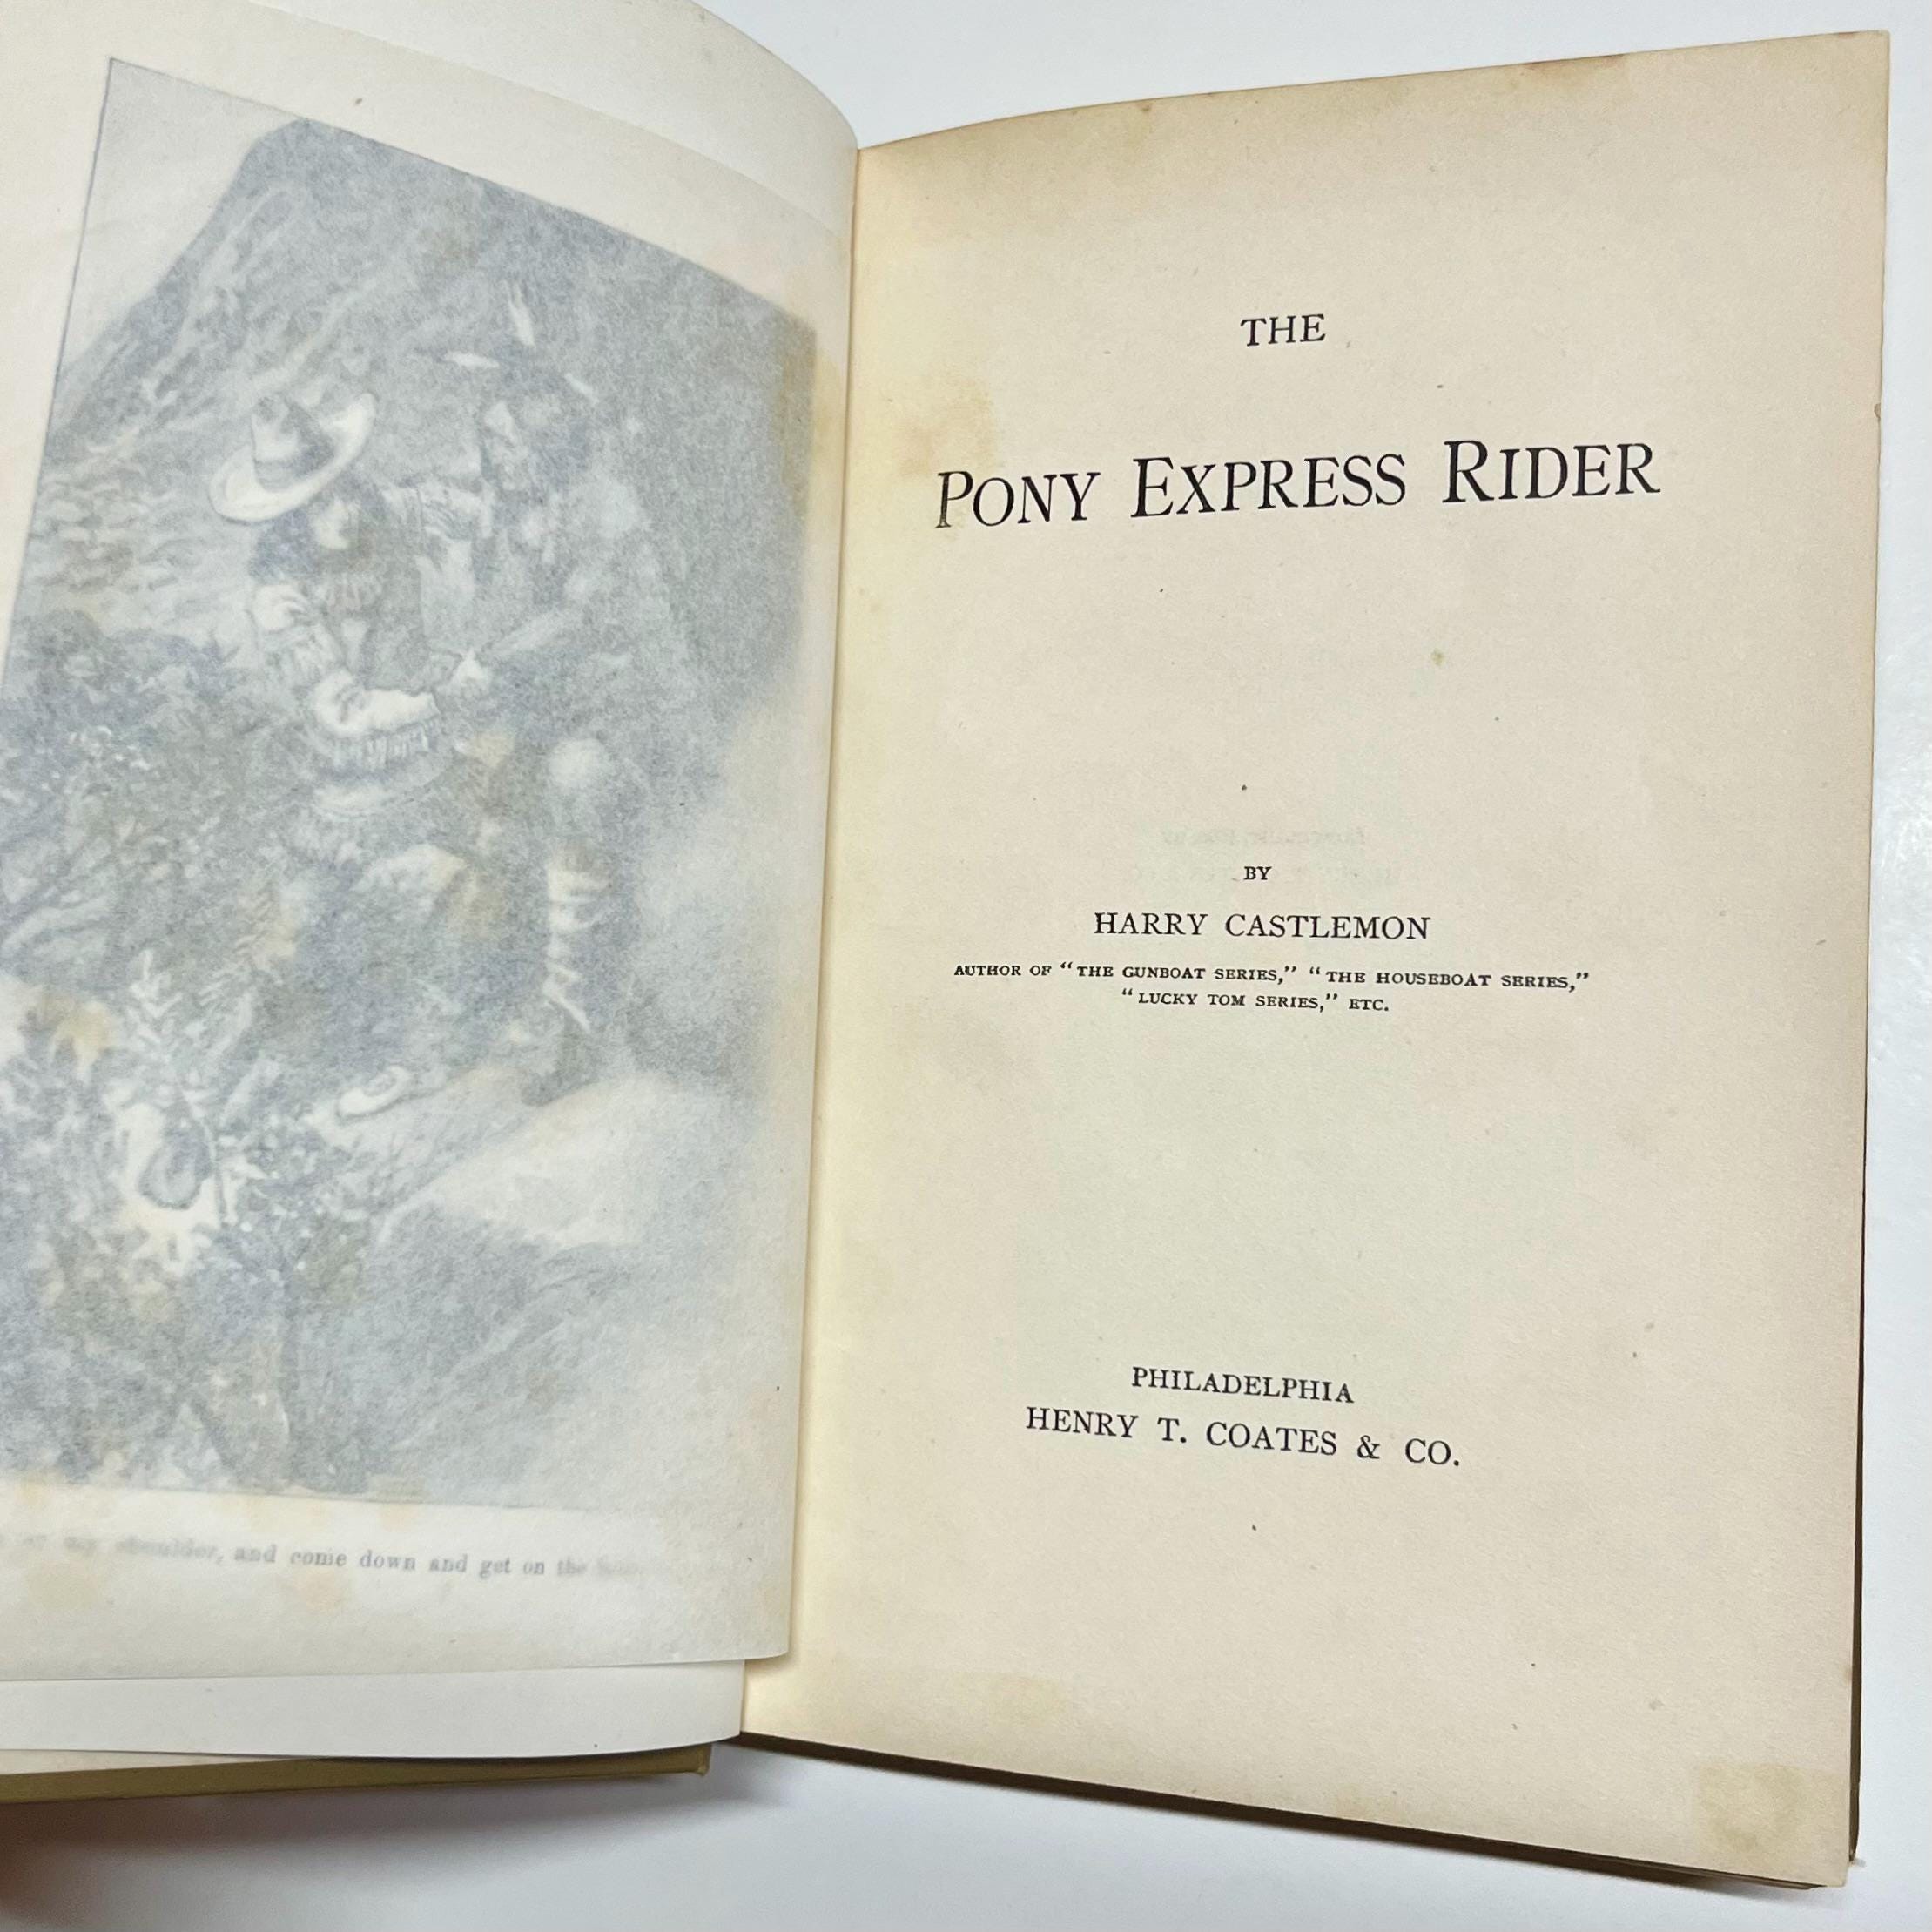 shoulder, and come down and get on the
THE
PONY EXPRESS RIDER
BY
HARRY CASTLEMON
AUTHOR OF “THE GUNBOAT SERIES,” “THE HOUSEBOAT SERIES,”
“LUCKY TOM SERIES,” ETC.
PHILADELPHIA
HENRY T. COATES & CO.